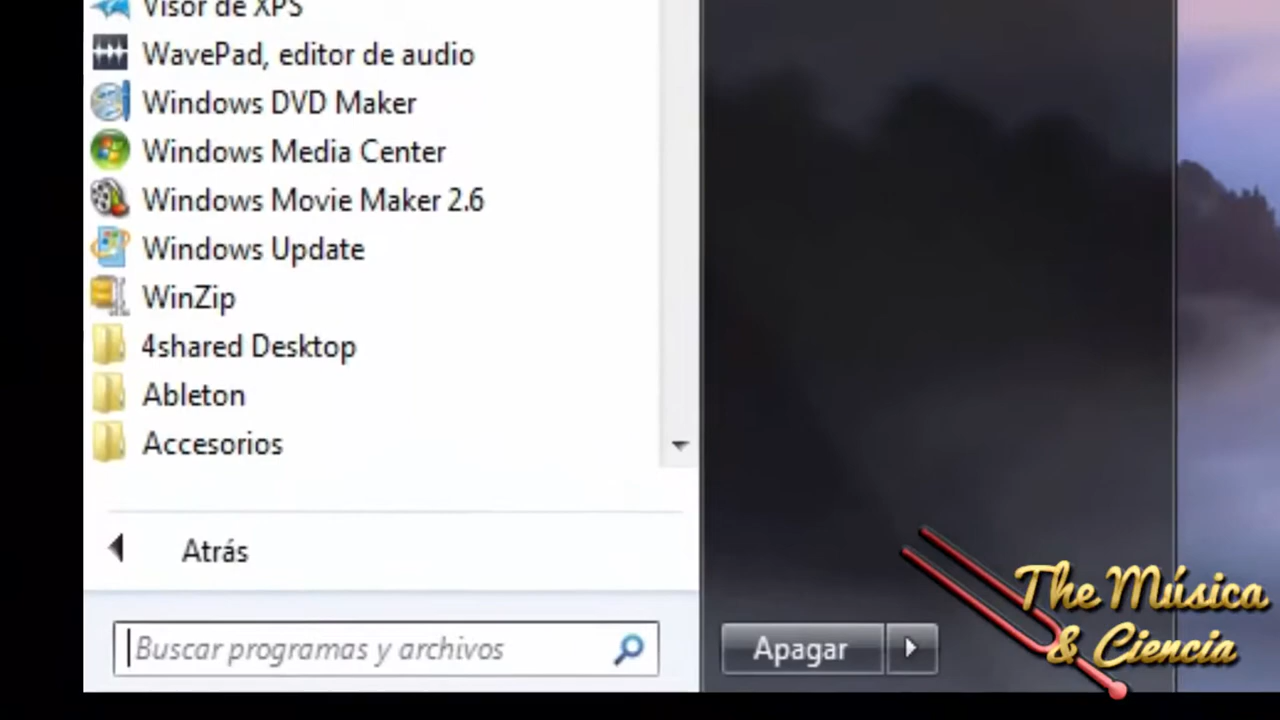 Visor de XPS
WavePad, editor de audio
Windows DVD Maker
Windows Media Center
Windows Movie Maker 2.6
Windows Update
WinZip
4shared Desktop
Ableton
Accesorios
Atrás
Buscar programas y archivos
Apagar
The Música
& Ciencia